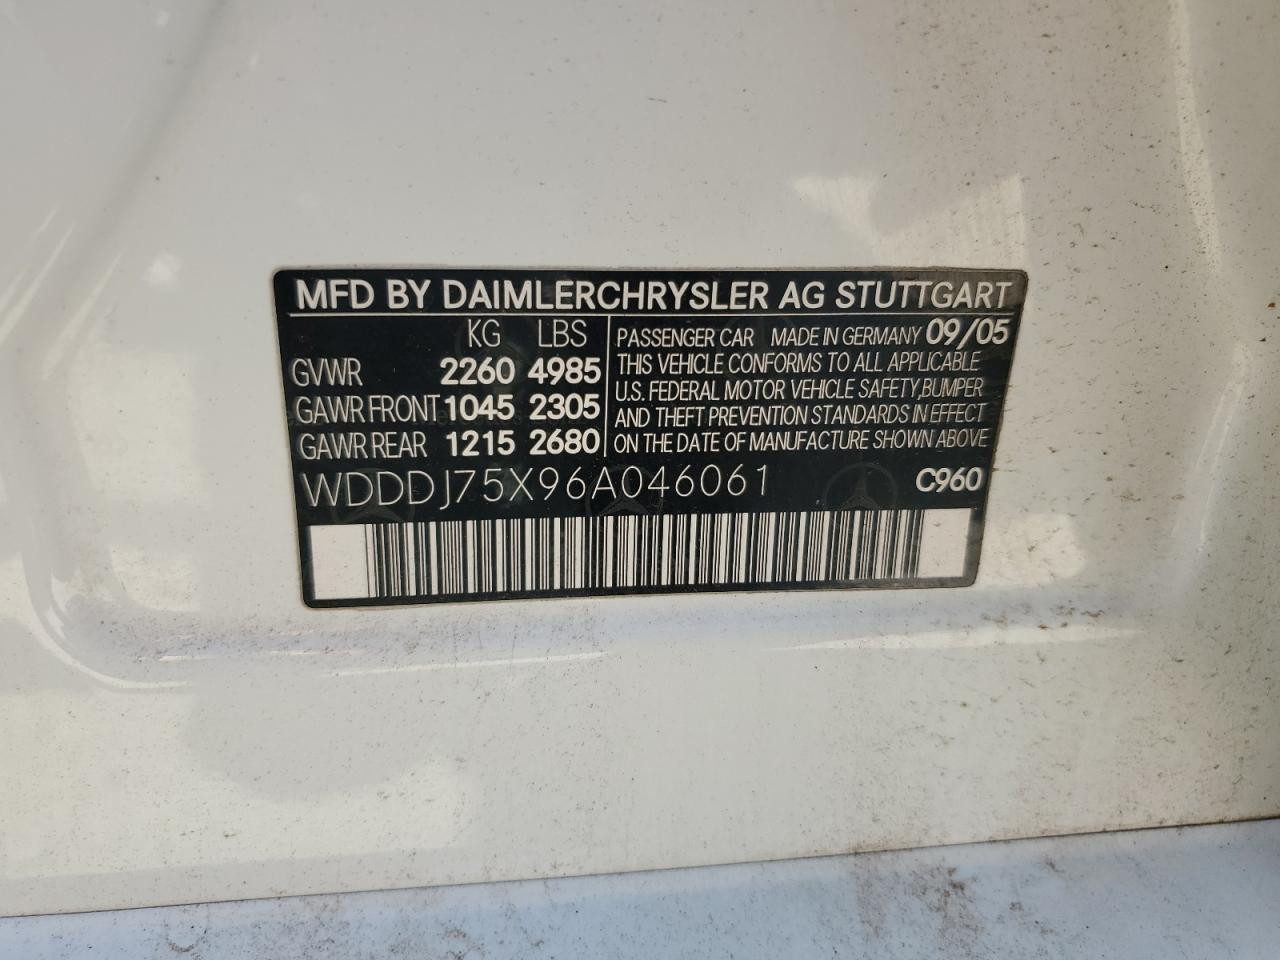 MFD BY DAIMLERCHRYSLER AG STUTTGART
KG LBS
GVWR 2260 4985
GAWR FRONT 1045 2305
GAWR REAR 1215 2680
PASSENGER CAR MADE IN GERMANY 09/05
THIS VEHICLE CONFORMS TO ALL APPLICABLE
U.S. FEDERAL MOTOR VEHICLE SAFETY,BUMPER
AND THEFT PREVENTION STANDARDS IN EFFECT
ON THE DATE OF MANUFACTURE SHOWN ABOVE
WDDDJ75X96A046061 C960